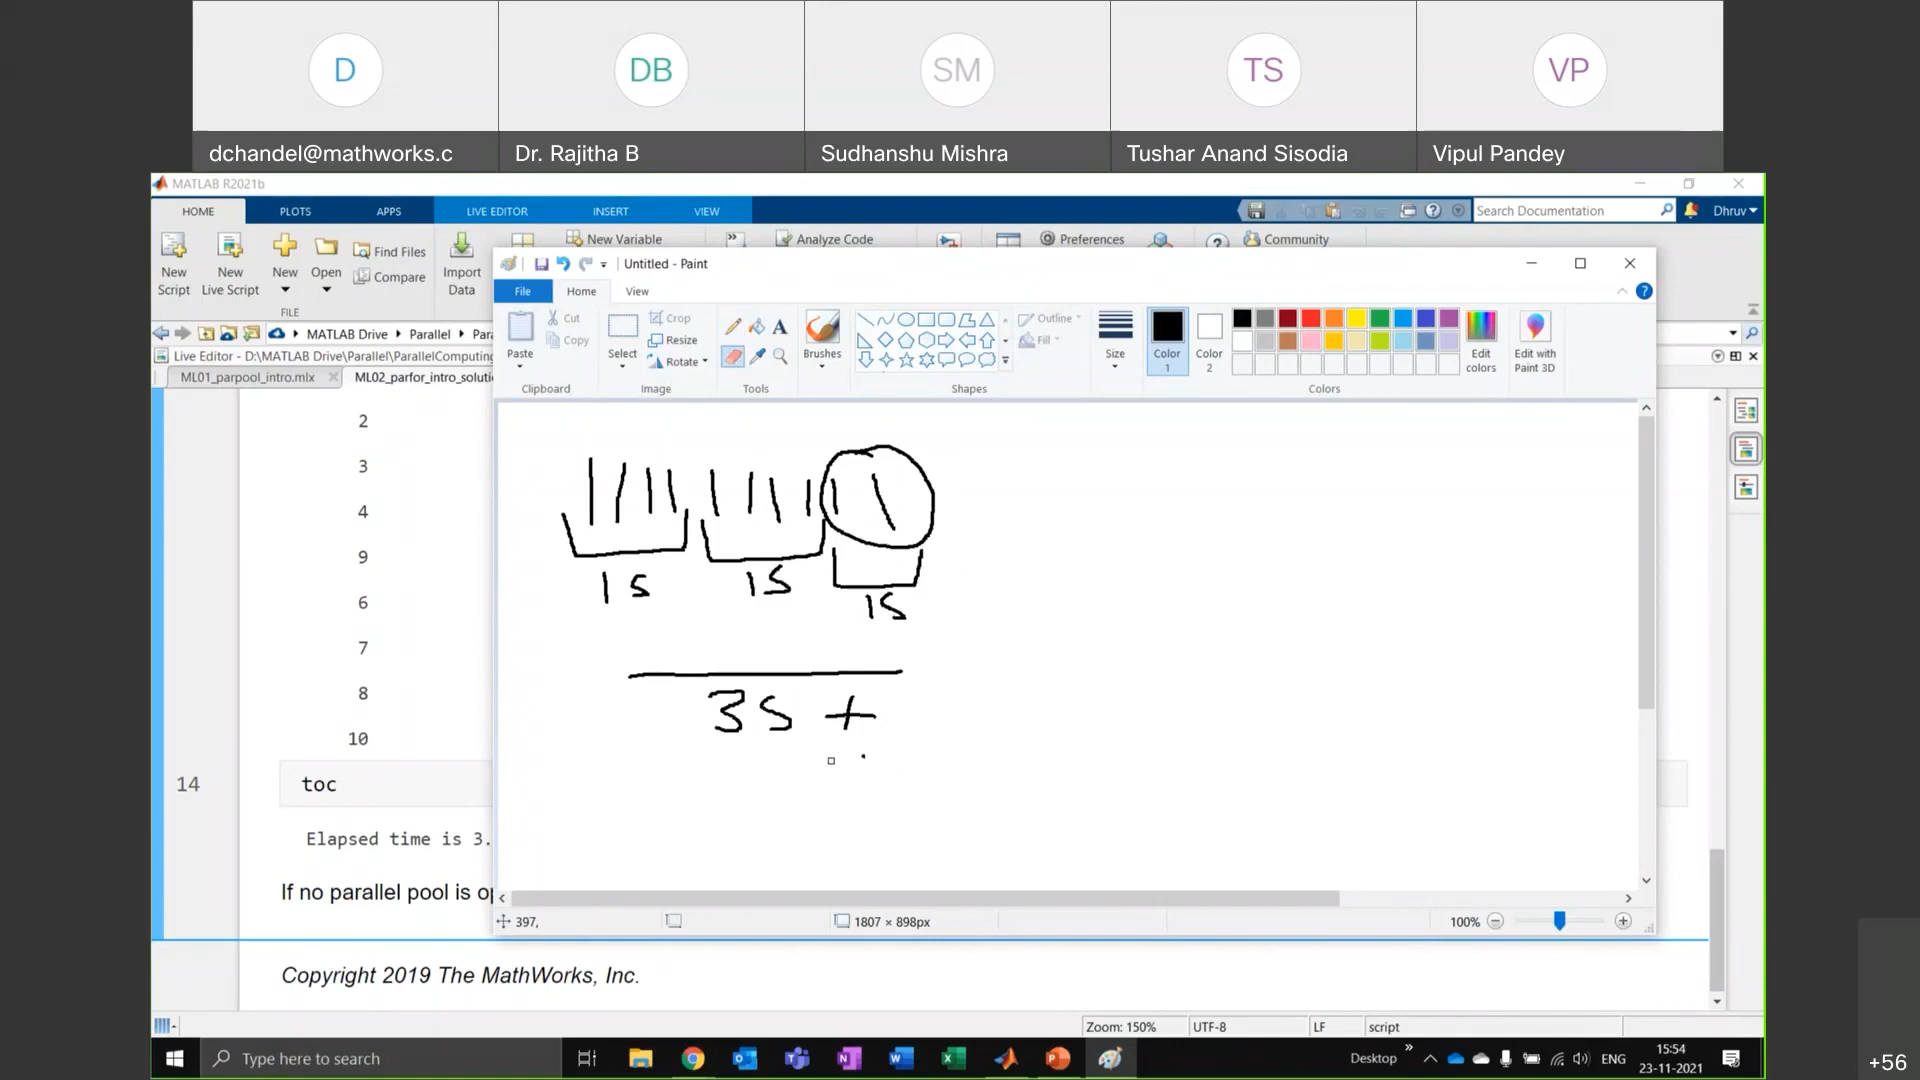 D DB SM TS VP
dchandel@mathworks.c Dr. Rajitha B Sudhanshu Mishra Tushar Anand Sisodia Vipul Pandey
MATLAB R2021b
HOME PLOTS APPS LIVE EDITOR INSERT VIEW Search Documentation Dhruv
New Script New Live Script New Open Find Files Compare Import Data New Variable Analyze Code Preferences Community
FILE
MATLAB Drive Parallel Para
Live Editor - D:\MATLAB Drive\Parallel\ParallelComputing
ML01_parpool_intro.mlx ML02_parfor_intro_soluti
Untitled - Paint
File Home View
Paste Cut Copy Select Crop Resize Rotate Brushes Outline Fill Size Color 1 Color 2 Edit colors Edit with Paint 3D
Clipboard Image Tools Shapes Colors
2
3
4
9
6
7
8
10
1s 1S 1S
3S +
14 toc
Elapsed time is 3.
If no parallel pool is op
397, 1807 × 898px 100%
Copyright 2019 The MathWorks, Inc.
Zoom: 150% UTF-8 LF script
Type here to search Desktop ENG 15:54 23-11-2021
+56